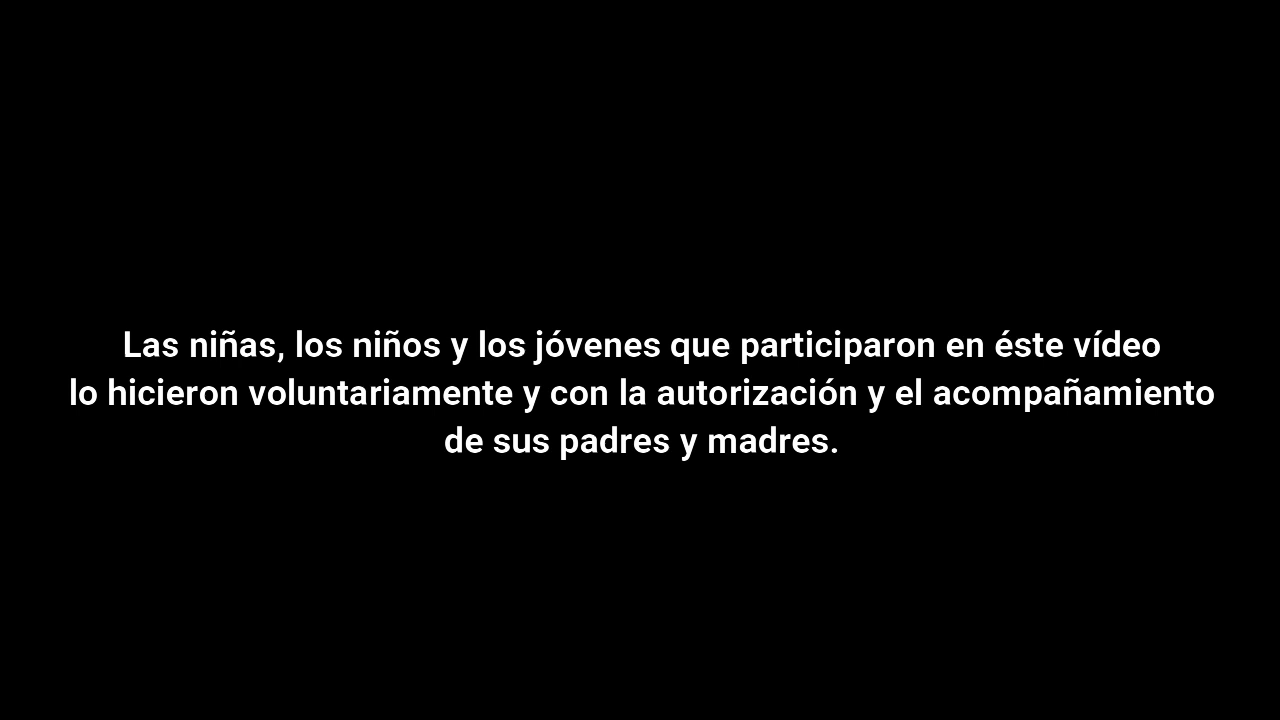 Las niñas, los niños y los jóvenes que participaron en éste vídeo
lo hicieron voluntariamente y con la autorización y el acompañamiento
de sus padres y madres.